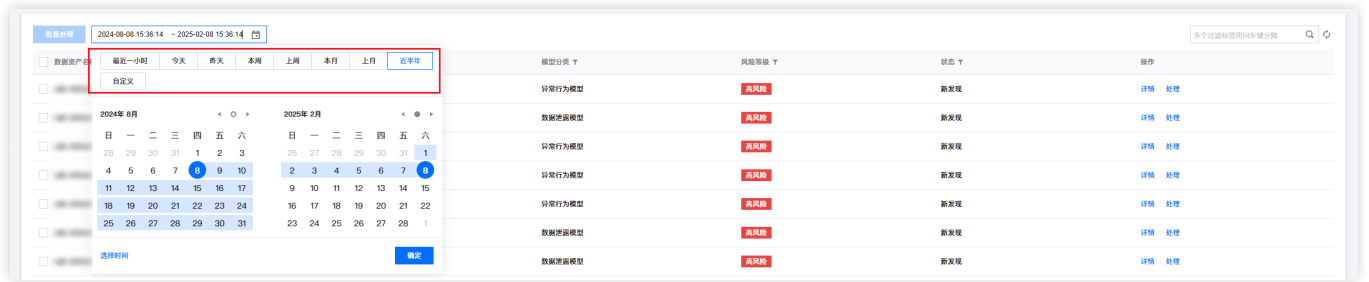 批量处理 2024-08-08 15:36:14 ~ 2025-02-08 15:36:14 多个过滤标签用回车键分隔
数据资产名 模型分类 风险等级 状态 操作
最近一小时 今天 昨天 本周 上周 本月 上月 近半年
自定义
2024年 8月 2025年 2月
日 一 二 三 四 五 六 日 一 二 三 四 五 六
28 29 30 31 1 2 3 26 27 28 29 30 31 1
4 5 6 7 8 9 10 2 3 4 5 6 7 8
11 12 13 14 15 16 17 9 10 11 12 13 14 15
18 19 20 21 22 23 24 16 17 18 19 20 21 22
25 26 27 28 29 30 31 23 24 25 26 27 28 1
选择时间 确定
异常行为模型 高风险 新发现 详情 处理
数据泄露模型 高风险 新发现 详情 处理
异常行为模型 高风险 新发现 详情 处理
异常行为模型 高风险 新发现 详情 处理
异常行为模型 高风险 新发现 详情 处理
数据泄露模型 高风险 新发现 详情 处理
数据泄露模型 高风险 新发现 详情 处理